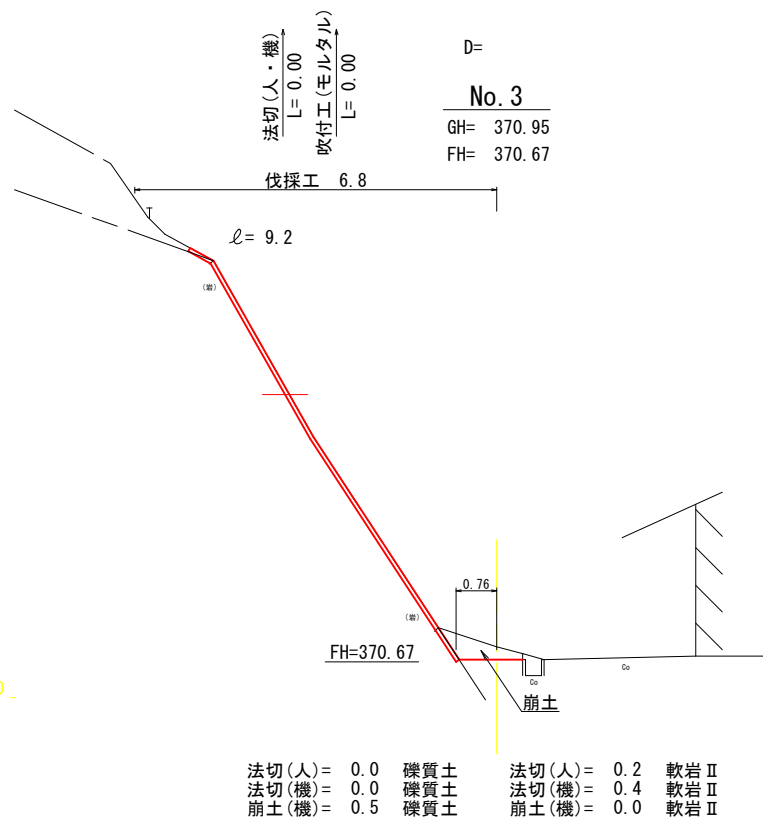 法切(人・機)
L= 0.00
吹付工(モルタル)
L= 0.00
D=
No.3
GH= 370.95
FH= 370.67
伐採工 6.8
ℓ= 9.2
(岩)
0.76
(岩)
FH=370.67
Co
Co
崩土
法切(人)= 0.0 礫質土 法切(人)= 0.2 軟岩Ⅱ
法切(機)= 0.0 礫質土 法切(機)= 0.4 軟岩Ⅱ
崩土(機)= 0.5 礫質土 崩土(機)= 0.0 軟岩Ⅱ